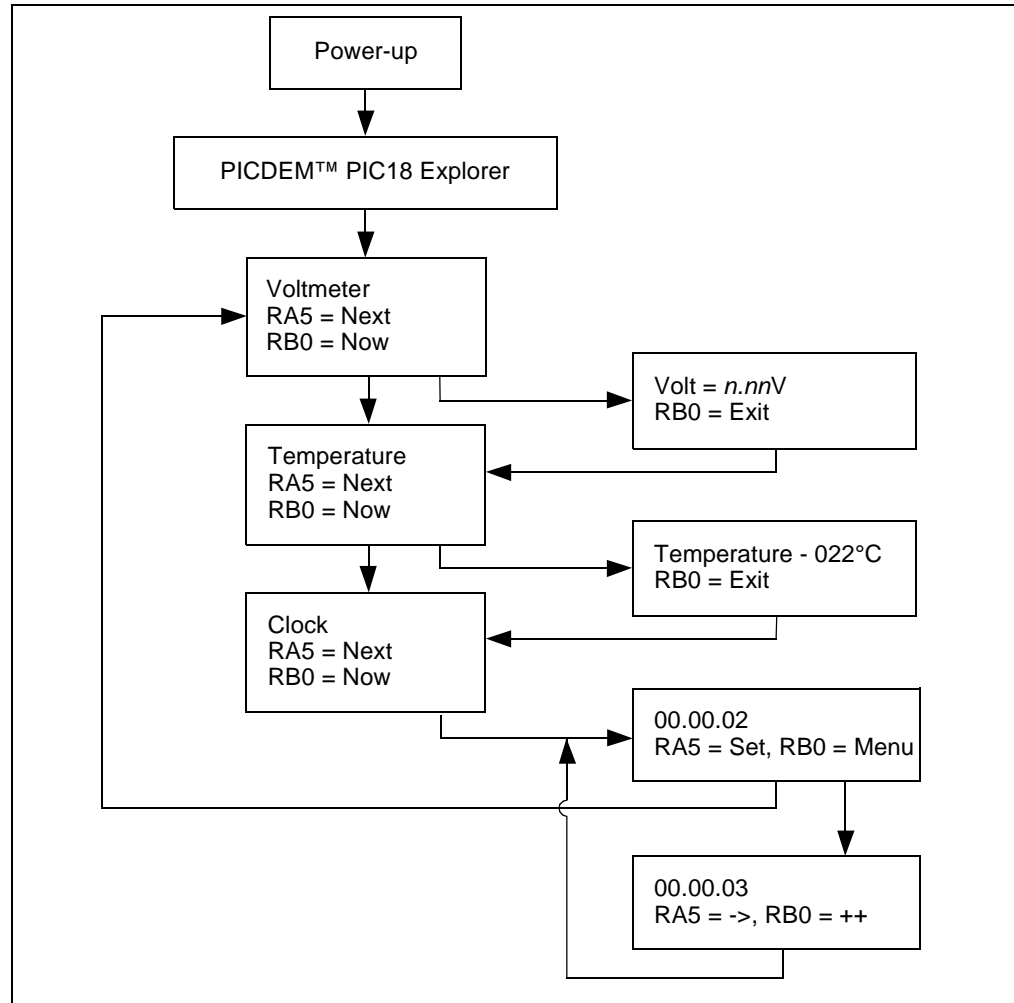 Power-up
PICDEM™ PIC18 Explorer
Voltmeter
RA5 = Next
RB0 = Now
Volt = n.nnV
RB0 = Exit
Temperature
RA5 = Next
RB0 = Now
Temperature - 022°C
RB0 = Exit
Clock
RA5 = Next
RB0 = Now
00.00.02
RA5 = Set, RB0 = Menu
00.00.03
RA5 = ->, RB0 = ++